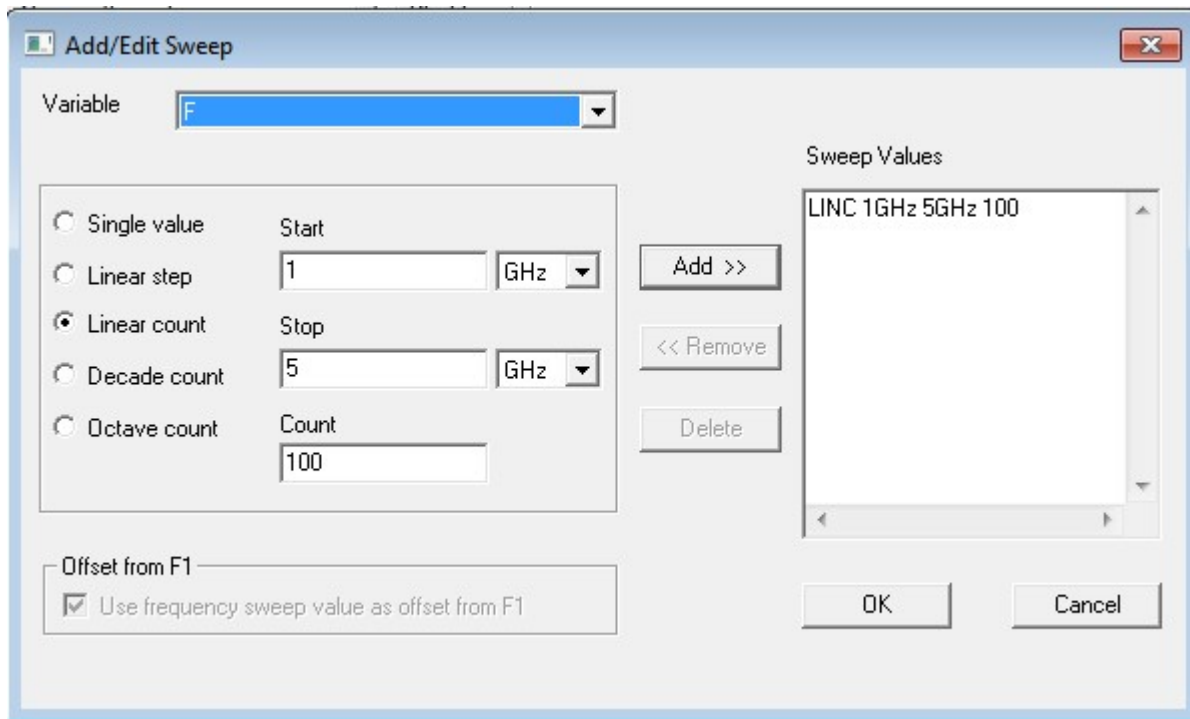 Add/Edit Sweep
Variable
F
Single value
Linear step
Linear count
Decade count
Octave count
Start
1
GHz
Stop
5
GHz
Count
100
Add >>
<< Remove
Delete
Sweep Values
LINC 1GHz 5GHz 100
Offset from F1
Use frequency sweep value as offset from F1
OK
Cancel